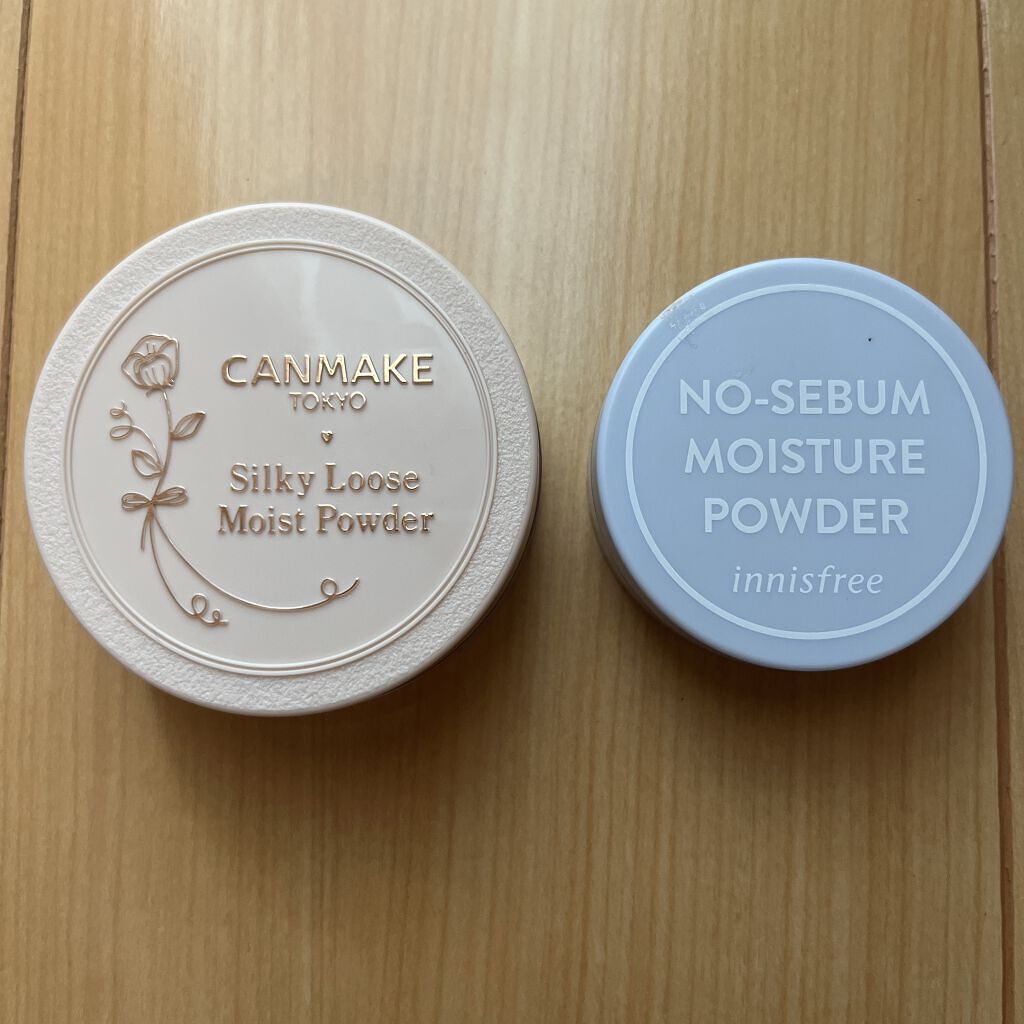 CANMAKE
TOKYO
Silky Loose
Moist Powder
NO-SEBUM
MOISTURE
POWDER
innisfree